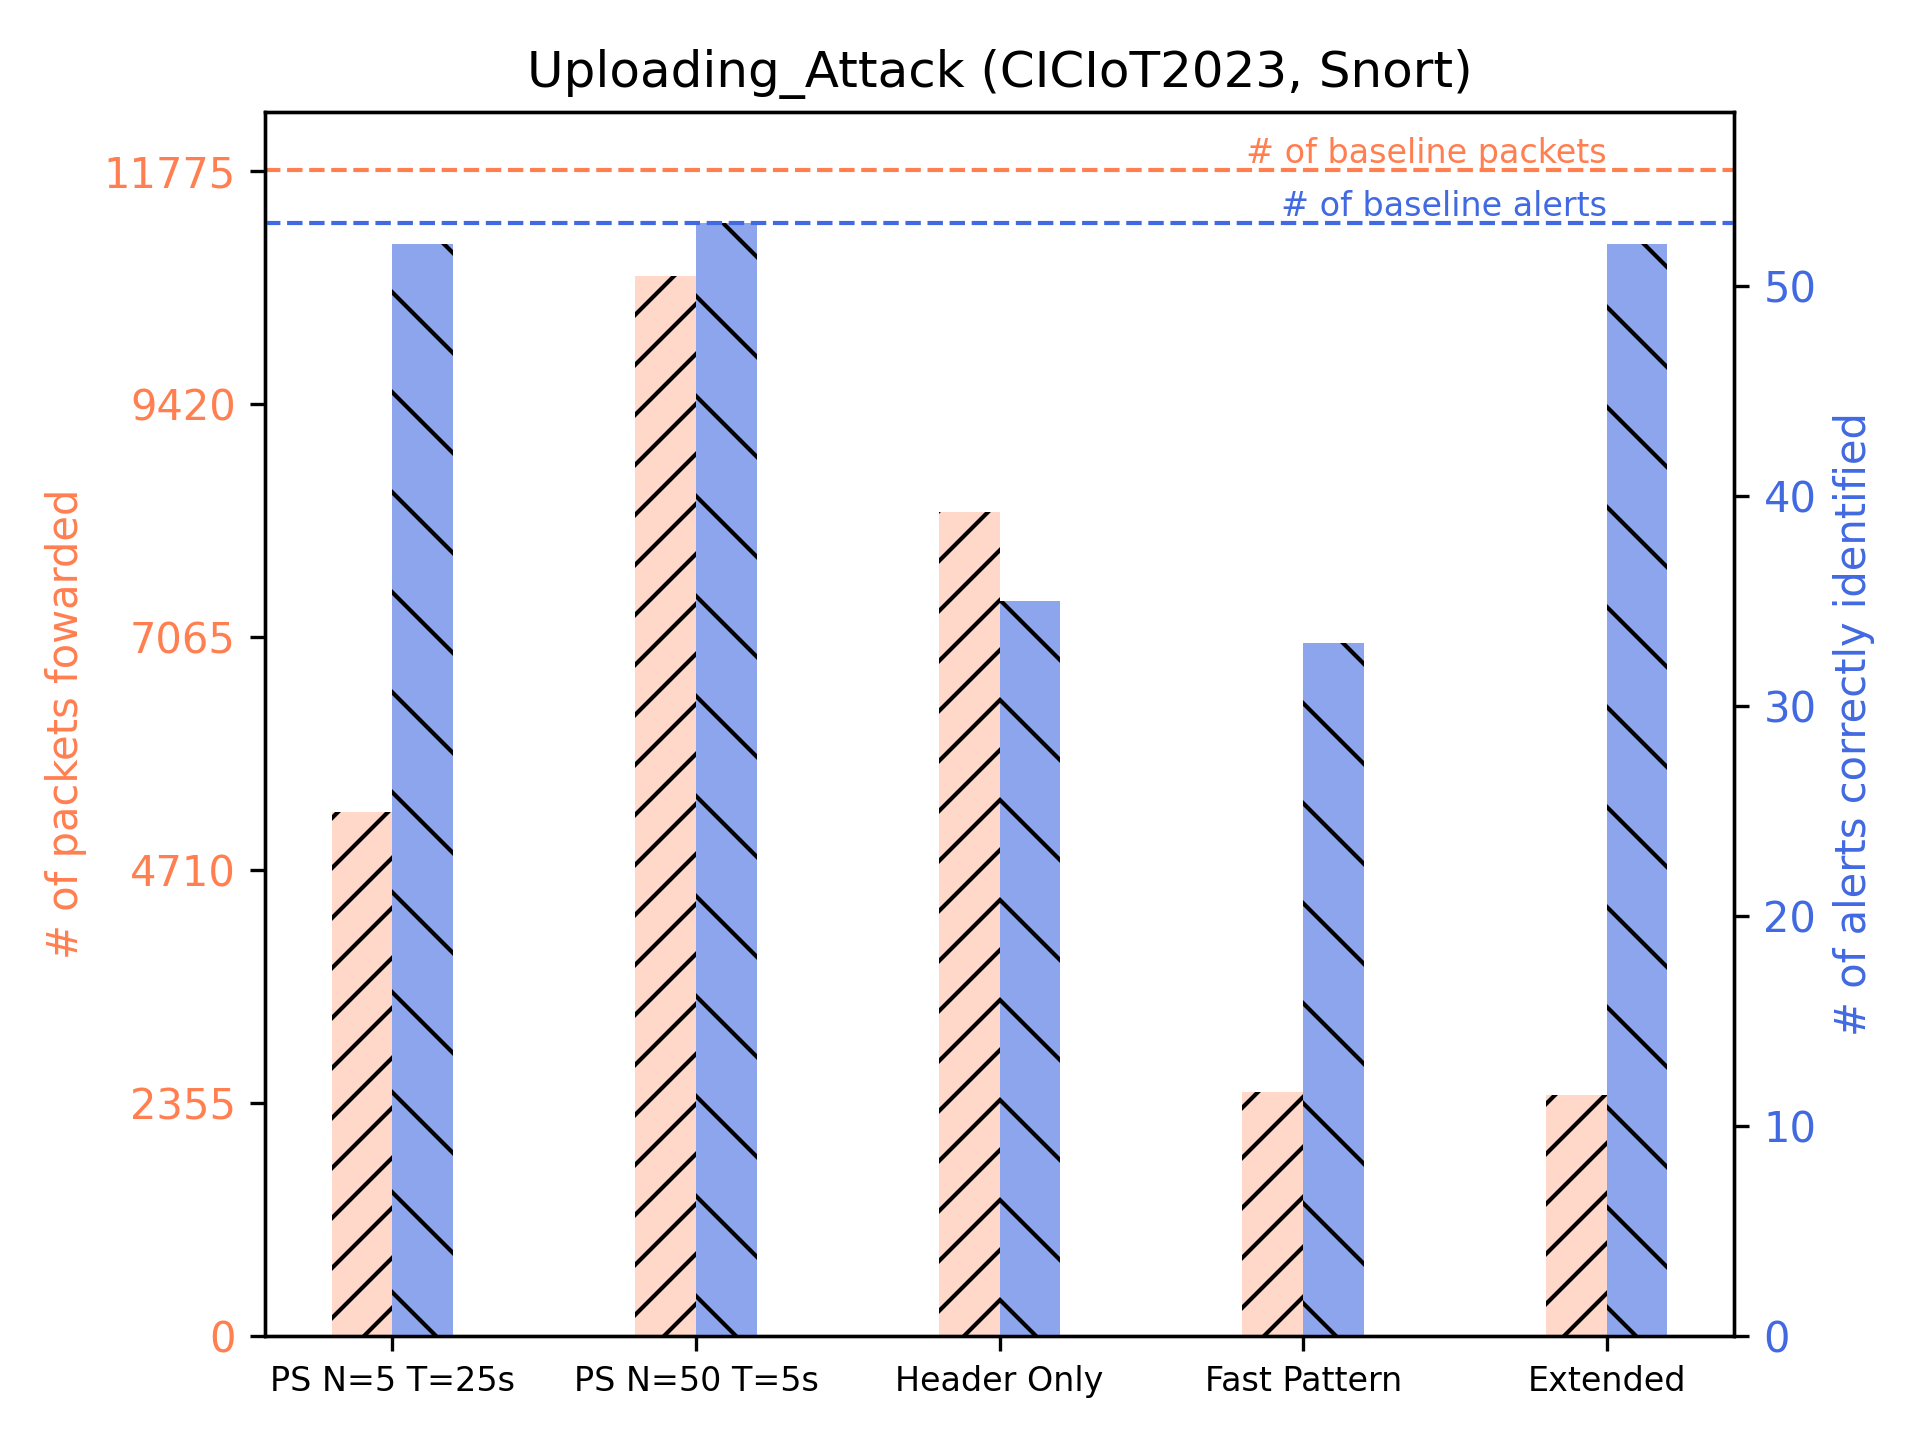 Uploading_Attack (CICIoT2023, Snort)
# of baseline packets
# of baseline alerts
# of packets fowarded
11775
9420
7065
4710
2355
0
# of alerts correctly identified
50
40
30
20
10
0
PS N=5 T=25s
PS N=50 T=5s
Header Only
Fast Pattern
Extended